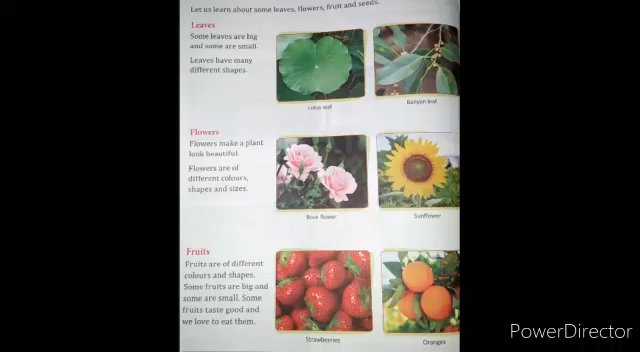 Let us learn about some leaves, flowers, fruit and seeds.
Leaves
Some leaves are big
and some are small.
Leaves have many
different shapes.
Lotus leaf
Banyan leaf
Flowers
Flowers make a plant
look beautiful.
Flowers are of
different colours,
shapes and sizes.
Rose flower
Sunflower
Fruits
Fruits are of different
colours and shapes.
Some fruits are big and
some are small. Some
fruits taste good and
we love to eat them.
Strawberries
Oranges
PowerDirector